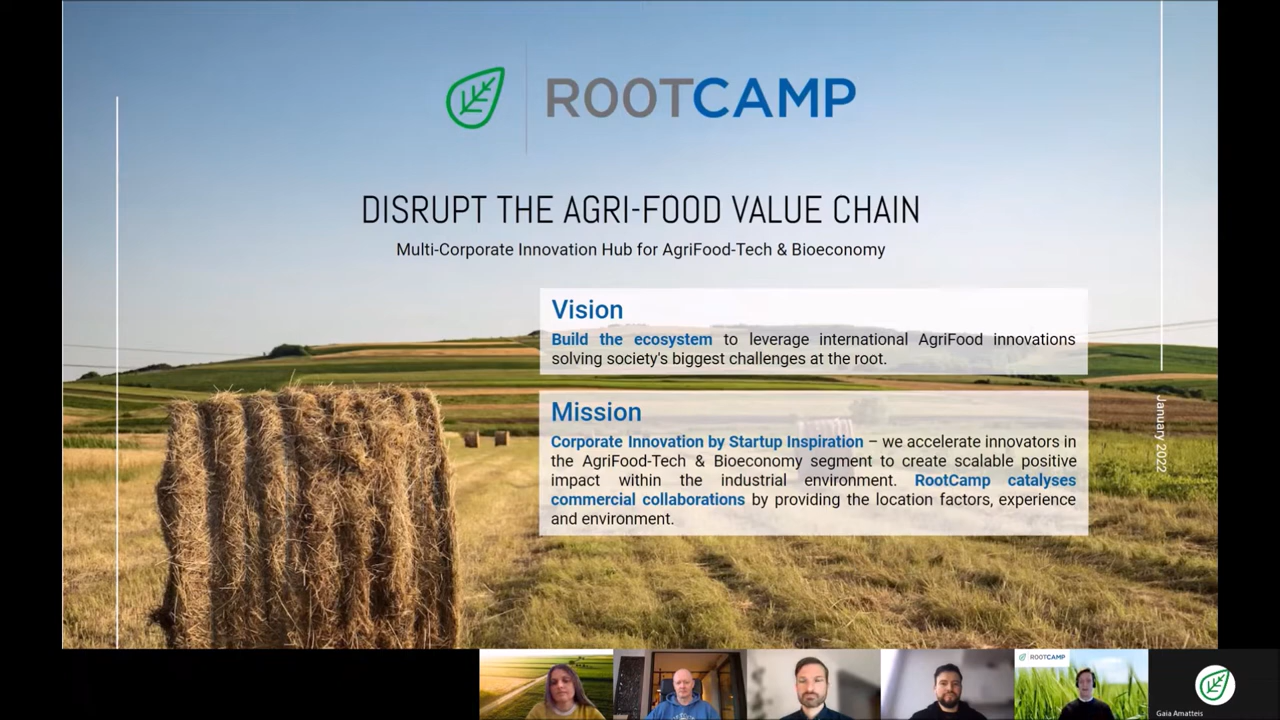 ROOTCAMP
DISRUPT THE AGRI-FOOD VALUE CHAIN
Multi-Corporate Innovation Hub for AgriFood-Tech & Bioeconomy
Vision
Build the ecosystem to leverage international AgriFood innovations
solving society's biggest challenges at the root.
Mission
Corporate Innovation by Startup Inspiration – we accelerate innovators in
the AgriFood-Tech & Bioeconomy segment to create scalable positive
impact within the industrial environment. RootCamp catalyses
commercial collaborations by providing the location factors, experience
and environment.
January 2022
ROOTCAMP
Gaia Amatteis